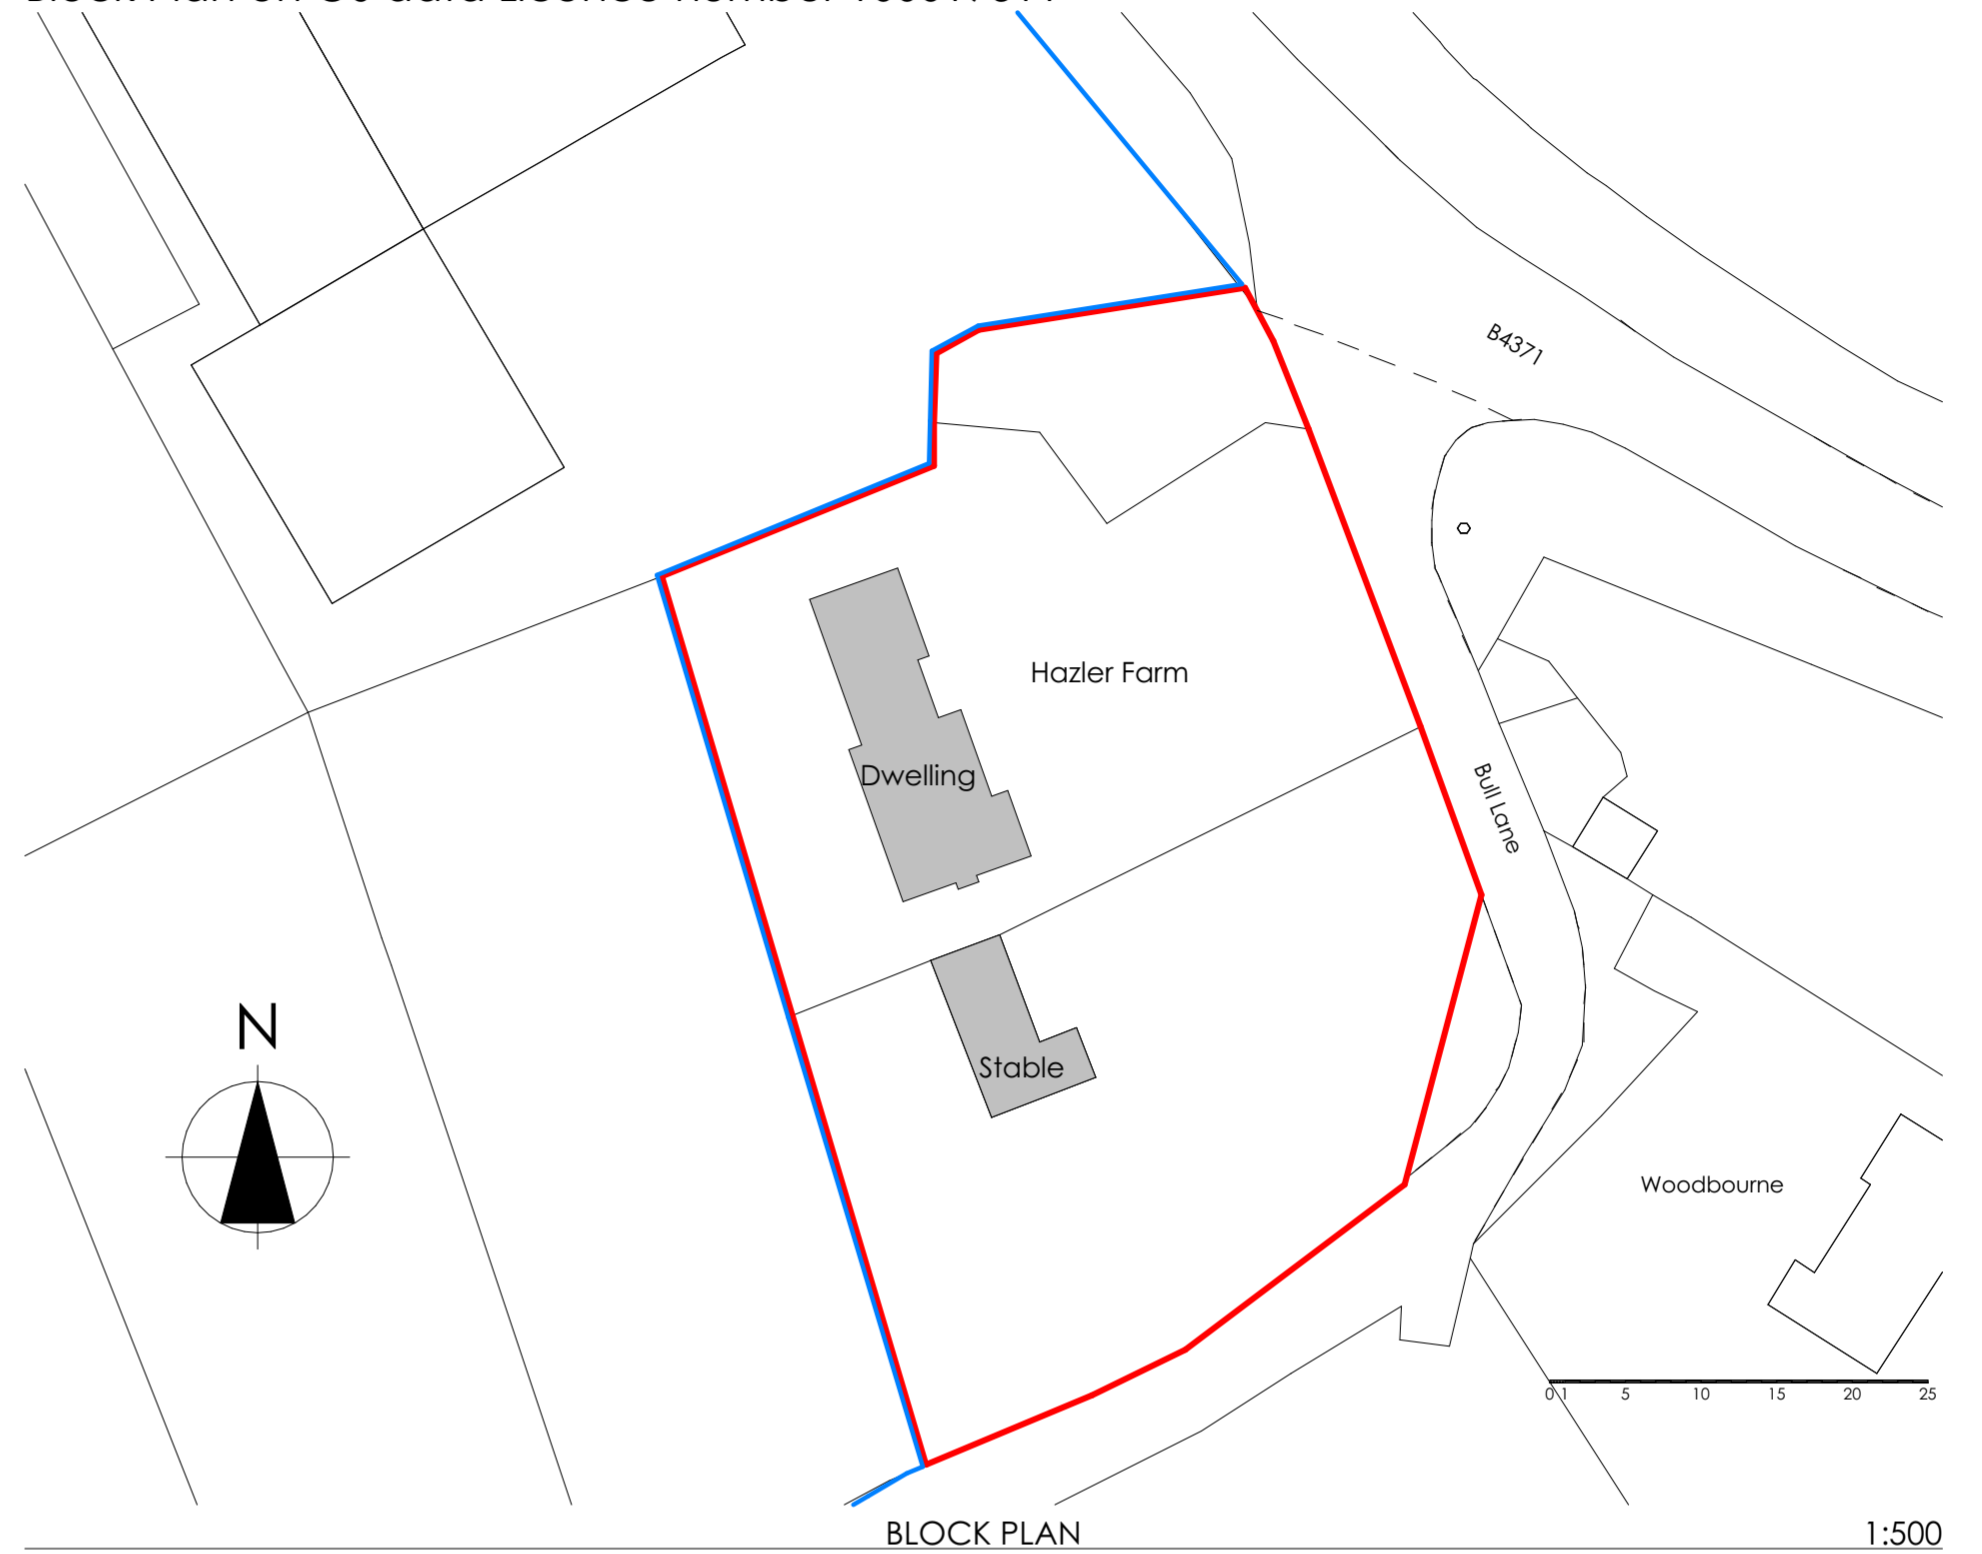 B4371
Hazler Farm
Dwelling
Bull Lane
N
Stable
Woodbourne
0 1 5 10 15 20 25
BLOCK PLAN
1:500